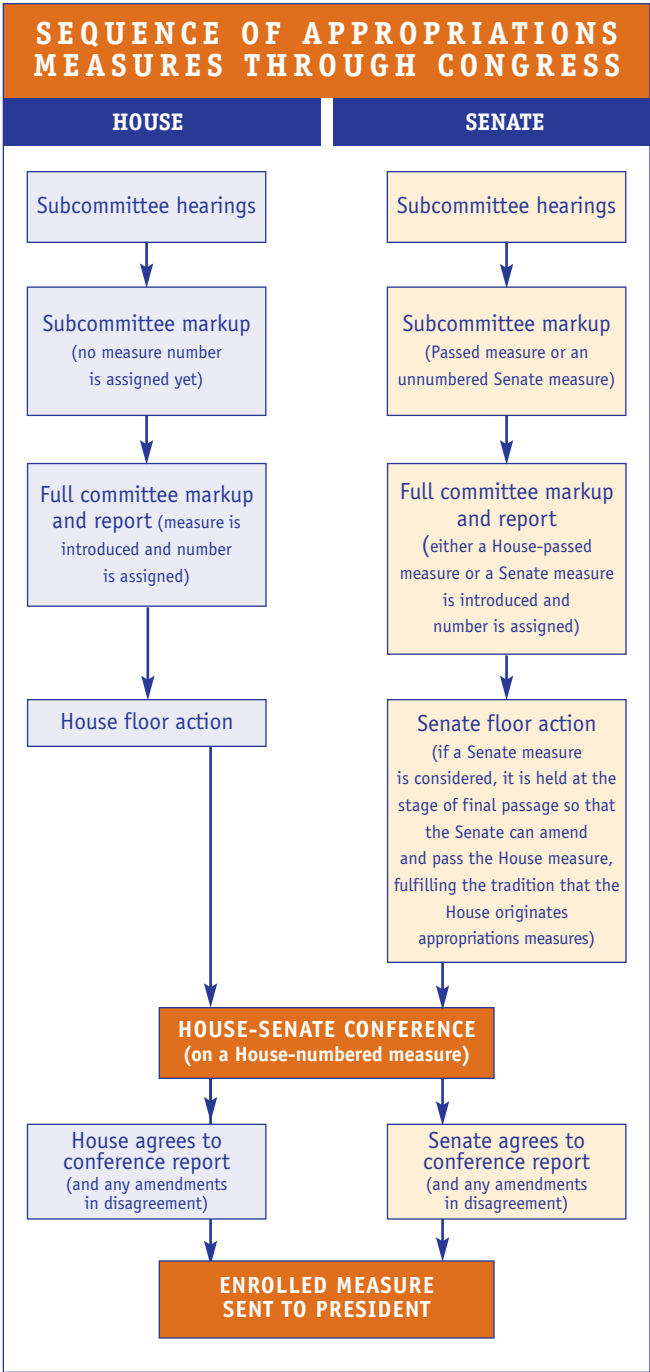 SEQUENCE OF APPROPRIATIONS
MEASURES THROUGH CONGRESS
HOUSE
SENATE
Subcommittee hearings
Subcommittee markup
(no measure number
is assigned yet)
Full committee markup
and report (measure is
introduced and number
is assigned)
House floor action
Subcommittee hearings
Subcommittee markup
(Passed measure or an
unnumbered Senate measure)
Full committee markup
and report
(either a House-passed
measure or a Senate measure
is introduced and
number is assigned)
Senate floor action
(if a Senate measure
is considered, it is held at the
stage of final passage so that
the Senate can amend
and pass the House measure,
fulfilling the tradition that the
House originates
appropriations measures)
HOUSE-SENATE CONFERENCE
(on a House-numbered measure)
House agrees to
conference report
(and any amendments
in disagreement)
Senate agrees to
conference report
(and any amendments
in disagreement)
ENROLLED MEASURE
SENT TO PRESIDENT